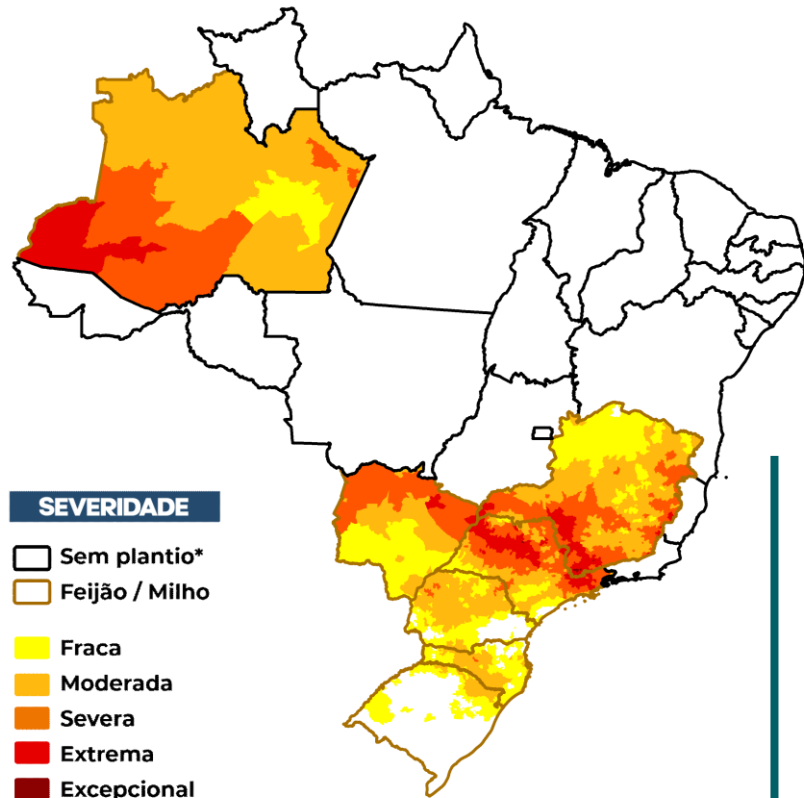 SEVERIDADE
Sem plantio*
Feijão / Milho
Fraca
Moderada
Severa
Extrema
Excepcional